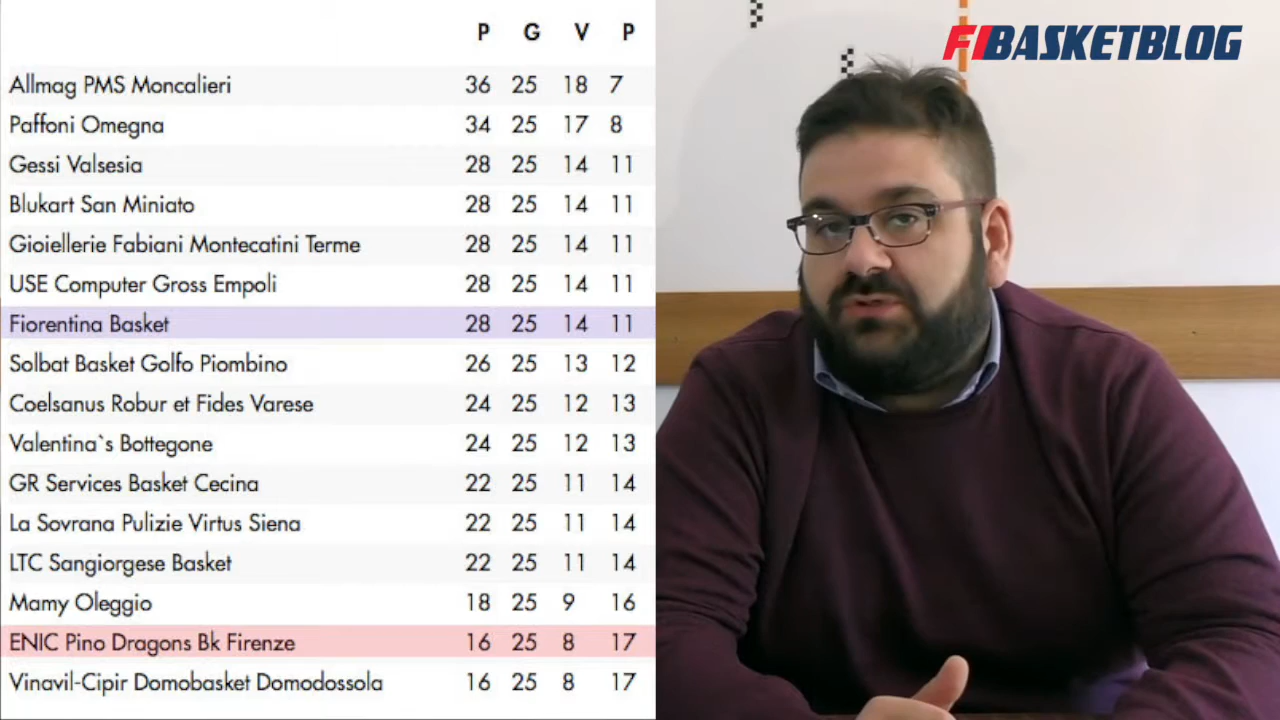 P G V P
Allmag PMS Moncalieri 36 25 18 7
Paffoni Omegna 34 25 17 8
Gessi Valsesia 28 25 14 11
Blukart San Miniato 28 25 14 11
Gioiellerie Fabiani Montecatini Terme 28 25 14 11
USE Computer Gross Empoli 28 25 14 11
Fiorentina Basket 28 25 14 11
Solbat Basket Golfo Piombino 26 25 13 12
Coelsanus Robur et Fides Varese 24 25 12 13
Valentina`s Bottegone 24 25 12 13
GR Services Basket Cecina 22 25 11 14
La Sovrana Pulizie Virtus Siena 22 25 11 14
LTC Sangiorgese Basket 22 25 11 14
Mamy Oleggio 18 25 9 16
ENIC Pino Dragons Bk Firenze 16 25 8 17
Vinavil-Cipir Domobasket Domodossola 16 25 8 17
FIBASKETBLOG